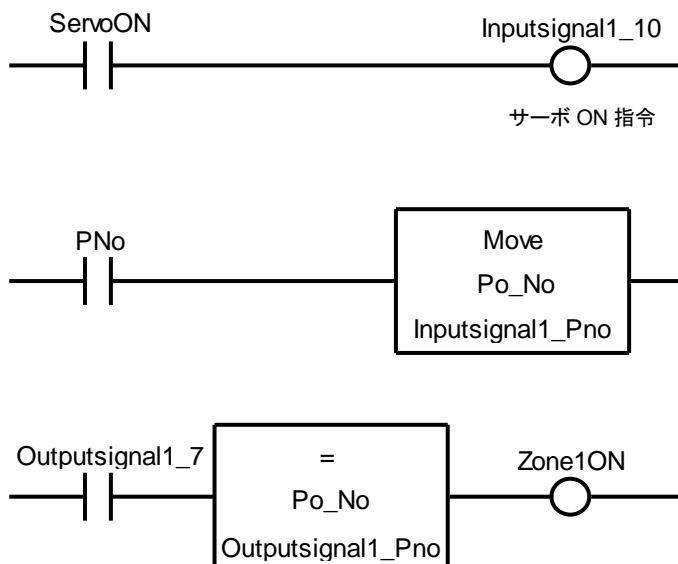 ServoON
Inputsignal1_10
サーボ ON 指令
PNo
Move
Po_No
Inputsignal1_Pno
Outputsignal1_7
=
Po_No
Outputsignal1_Pno
Zone1ON